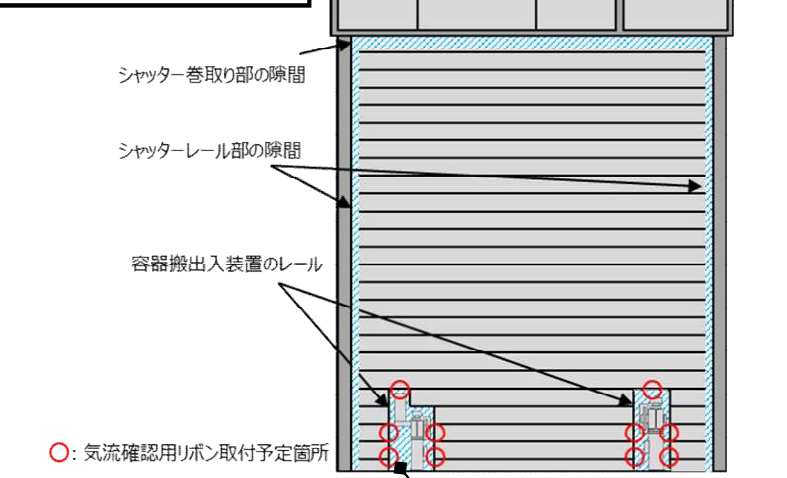 シャッター巻取り部の隙間
シャッターレール部の隙間
容器搬出入装置のレール
○：気流確認用リボン取付予定箇所